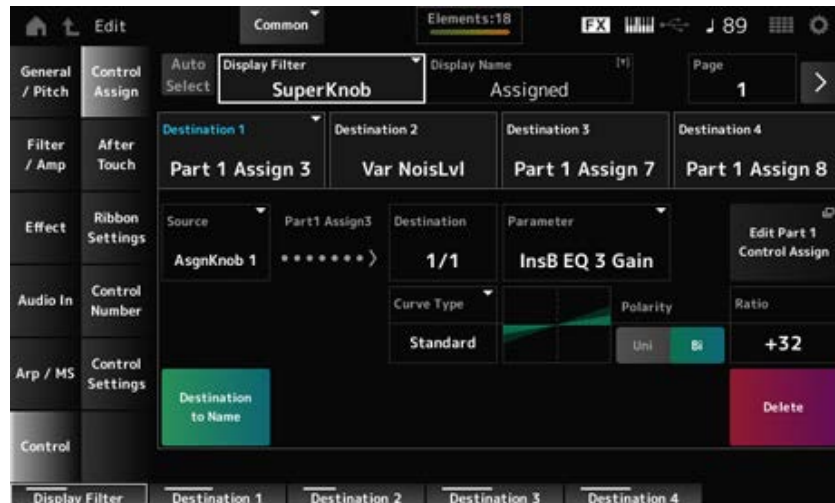 Edit
Common
Elements:18
FX
89
General / Pitch
Control Assign
Auto Select
Display Filter
SuperKnob
Display Name
Assigned
Page
1
Filter / Amp
After Touch
Destination 1
Part 1 Assign 3
Destination 2
Var NoisLvl
Destination 3
Part 1 Assign 7
Destination 4
Part 1 Assign 8
Effect
Ribbon Settings
Source
AsgnKnob 1
Part1 Assign3
Destination
1/1
Parameter
InsB EQ 3 Gain
Edit Part 1
Control Assign
Audio In
Control Number
Curve Type
Standard
Polarity
Uni
Bi
Ratio
+32
Arp / MS
Control Settings
Destination
to Name
Delete
Control
Display Filter
Destination 1
Destination 2
Destination 3
Destination 4